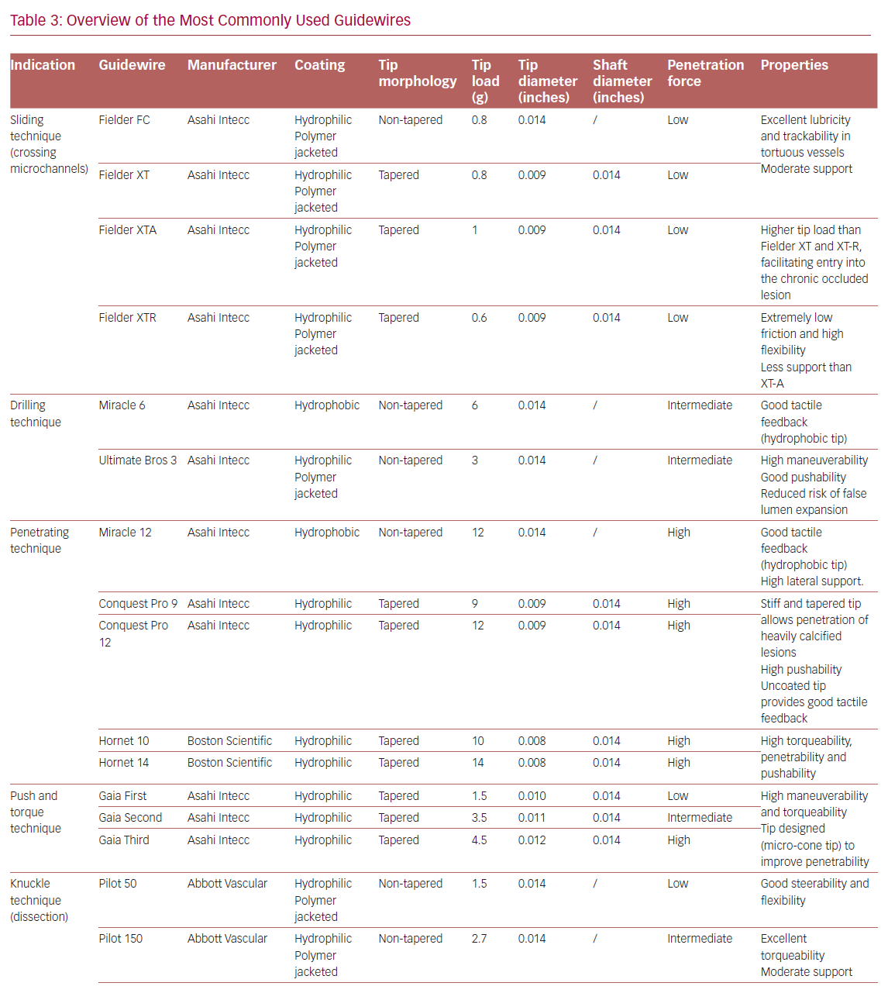 Table 3: Overview of the Most Commonly Used Guidewires
Indication Guidewire Manufacturer Coating Tip morphology Tip load (g) Tip diameter (inches) Shaft diameter (inches) Penetration force Properties
Sliding technique (crossing microchannels) Fielder FC Asahi Intecc Hydrophilic Polymer jacketed Non-tapered 0.8 0.014 / Low Excellent lubricity and trackability in tortuous vessels Moderate support
Fielder XT Asahi Intecc Hydrophilic Polymer jacketed Tapered 0.8 0.009 0.014 Low
Fielder XTA Asahi Intecc Hydrophilic Polymer jacketed Tapered 1 0.009 0.014 Low Higher tip load than Fielder XT and XT-R, facilitating entry into the chronic occluded lesion
Fielder XTR Asahi Intecc Hydrophilic Polymer jacketed Tapered 0.6 0.009 0.014 Low Extremely low friction and high flexibility Less support than XT-A
Drilling technique Miracle 6 Asahi Intecc Hydrophobic Non-tapered 6 0.014 / Intermediate Good tactile feedback (hydrophobic tip)
Ultimate Bros 3 Asahi Intecc Hydrophilic Polymer jacketed Non-tapered 3 0.014 / Intermediate High maneuverability Good pushability Reduced risk of false lumen expansion
Penetrating technique Miracle 12 Asahi Intecc Hydrophobic Non-tapered 12 0.014 / High Good tactile feedback (hydrophobic tip) High lateral support.
Conquest Pro 9 Asahi Intecc Hydrophilic Tapered 9 0.009 0.014 High Stiff and tapered tip allows penetration of heavily calcified lesions High pushability Uncoated tip provides good tactile feedback
Conquest Pro 12 Asahi Intecc Hydrophilic Tapered 12 0.009 0.014 High
Hornet 10 Boston Scientific Hydrophilic Tapered 10 0.008 0.014 High High torqueability, penetrability and pushability
Hornet 14 Boston Scientific Hydrophilic Tapered 14 0.008 0.014 High
Push and torque technique Gaia First Asahi Intecc Hydrophilic Tapered 1.5 0.010 0.014 Low High maneuverability and torqueability Tip designed (micro-cone tip) to improve penetrability
Gaia Second Asahi Intecc Hydrophilic Tapered 3.5 0.011 0.014 Intermediate
Gaia Third Asahi Intecc Hydrophilic Tapered 4.5 0.012 0.014 High
Knuckle technique (dissection) Pilot 50 Abbott Vascular Hydrophilic Polymer jacketed Non-tapered 1.5 0.014 / Low Good steerability and flexibility
Pilot 150 Abbott Vascular Hydrophilic Polymer jacketed Non-tapered 2.7 0.014 / Intermediate Excellent torqueability Moderate support